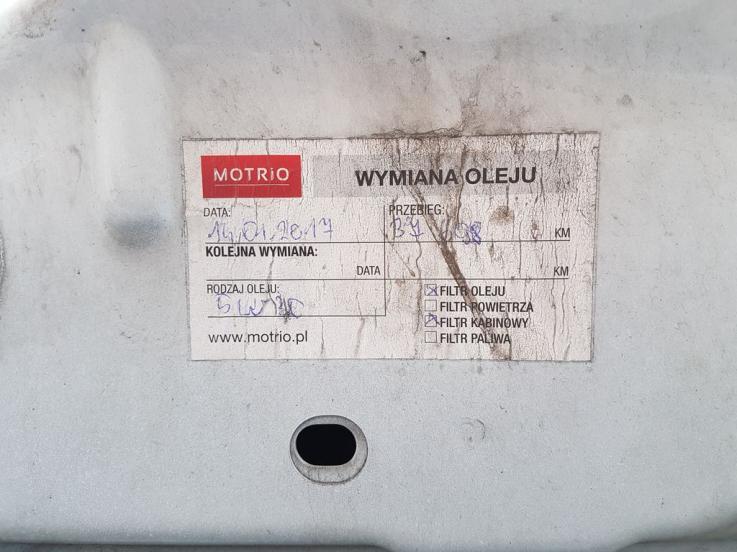 MOTRiO WYMIANA OLEJU
DATA: PRZEBIEG:
14.01.2017 37 KM
KOLEJNA WYMIANA:
DATA KM
RODZAJ OLEJU: FILTR OLEJU
FILTR POWIETRZA
FILTR KABINOWY
www.motrio.pl FILTR PALIWA